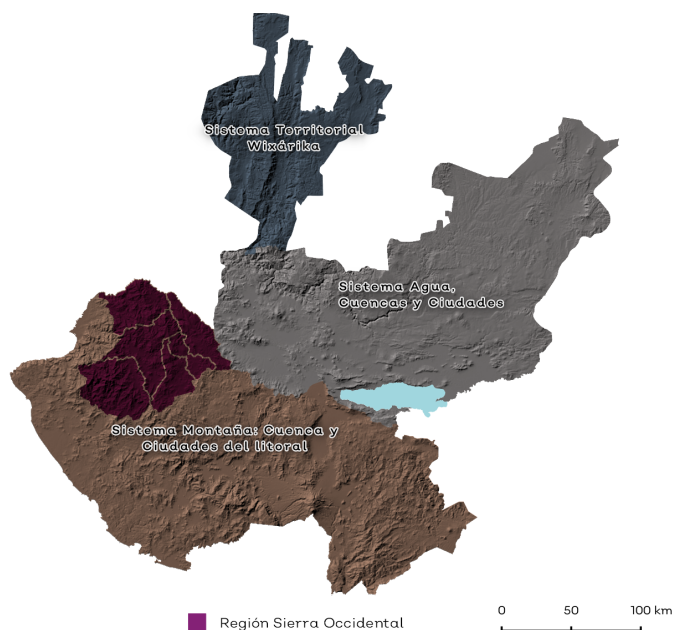 Sistema Territorial
Wixárika
Sistema Agua,
Cuencas y Ciudades
Sistema Montaña: Cuenca y
Ciudades del litoral
Región Sierra Occidental
0 50 100 km